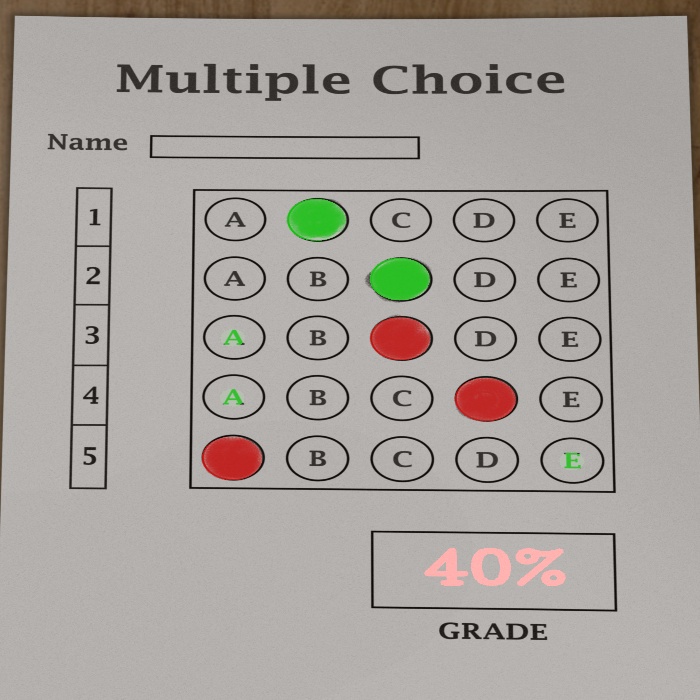 Multiple Choice
Name
1 A C D E
2 A B D E
3 A B D E
4 A B C E
5 B C D E
40%
GRADE